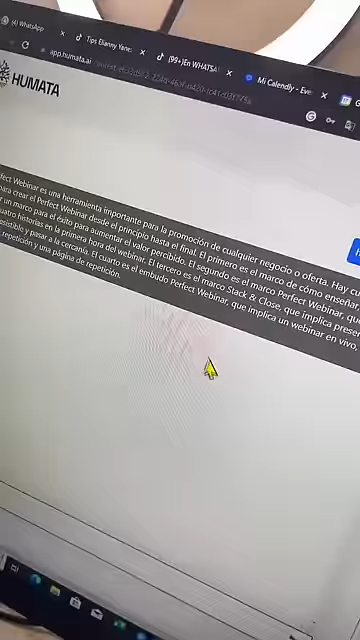 (4) WhatsApp
Tips Elianny Yane:
(99+)En WHATSA
Mi Calendly - Eve
app.humata.ai
HUMATA
fect Webinar es una herramienta importante para la promoción de cualquier negocio o oferta. Hay cu
para crear el Perfect Webinar desde el principio hasta el final. El primero es el marco de cómo enseñar,
un marco para el éxito para aumentar el valor percibido. El segundo es el marco Perfect Webinar, que
uatro historias en la primera hora del webinar. El tercero es el marco Stack & Close, que implica presen
esistible y pasar a la cercanía. El cuarto es el embudo Perfect Webinar, que implica un webinar en vivo,
repetición y una página de repetición.